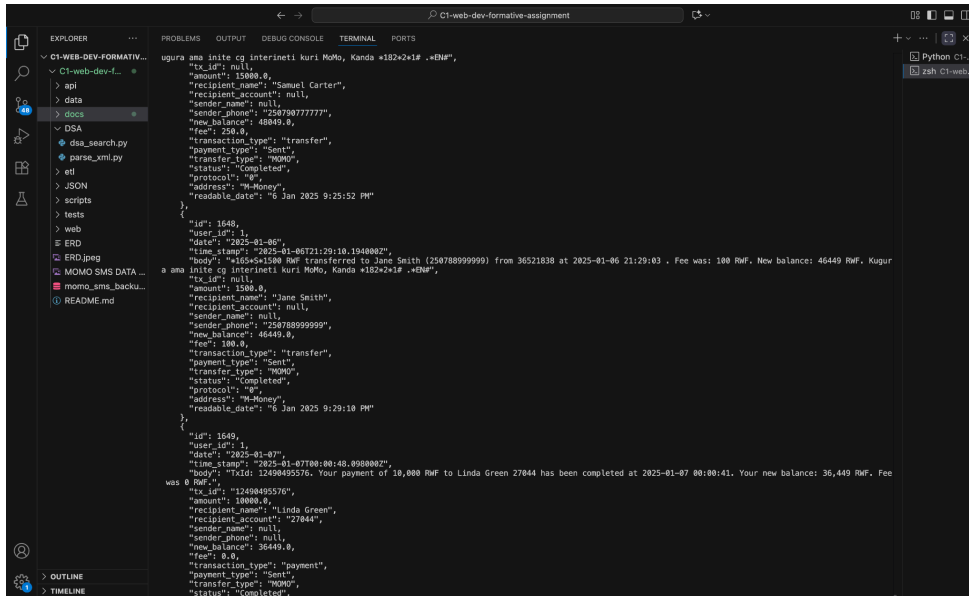 C1-web-dev-formative-assignment
EXPLORER
PROBLEMS OUTPUT DEBUG CONSOLE TERMINAL PORTS
C1-WEB-DEV-FORMATIV...
C1-web-dev-f...
api
data
docs
DSA
dsa_search.py
parse_xml.py
etl
JSON
scripts
tests
web
ERD
ERD.jpeg
MOMO SMS DATA ...
momo_sms_backu...
README.md
OUTLINE
TIMELINE
48
1
ugura ama inite cg interineti kuri MoMo, Kanda *182*2*1# .*EN#",
"tx_id": null,
"amount": 15000.0,
"recipient_name": "Samuel Carter",
"recipient_account": null,
"sender_name": null,
"sender_phone": "250790777777",
"new_balance": 48049.0,
"fee": 250.0,
"transaction_type": "transfer",
"payment_type": "Sent",
"transfer_type": "MOMO",
"status": "Completed",
"protocol": "0",
"address": "M-Money",
"readable_date": "6 Jan 2025 9:25:52 PM"
},
{
"id": 1648,
"user_id": 1,
"date": "2025-01-06",
"time_stamp": "2025-01-06T21:29:10.194000Z",
"body": "*165*S*1500 RWF transferred to Jane Smith (250788999999) from 36521838 at 2025-01-06 21:29:03 . Fee was: 100 RWF. New balance: 46449 RWF. Kugur
a ama inite cg interineti kuri MoMo, Kanda *182*2*1# .*EN#",
"tx_id": null,
"amount": 1500.0,
"recipient_name": "Jane Smith",
"recipient_account": null,
"sender_name": null,
"sender_phone": "250788999999",
"new_balance": 46449.0,
"fee": 100.0,
"transaction_type": "transfer",
"payment_type": "Sent",
"transfer_type": "MOMO",
"status": "Completed",
"protocol": "0",
"address": "M-Money",
"readable_date": "6 Jan 2025 9:29:10 PM"
},
{
"id": 1649,
"user_id": 1,
"date": "2025-01-07",
"time_stamp": "2025-01-07T00:00:48.098000Z",
"body": "TxId: 12490495576. Your payment of 10,000 RWF to Linda Green 27044 has been completed at 2025-01-07 00:00:41. Your new balance: 36,449 RWF. Fee
was 0 RWF.",
"tx_id": "12490495576",
"amount": 10000.0,
"recipient_name": "Linda Green",
"recipient_account": "27044",
"sender_name": null,
"sender_phone": null,
"new_balance": 36449.0,
"fee": 0.0,
"transaction_type": "payment",
"payment_type": "Sent",
"transfer_type": "MOMO",
"status": "Completed",
Python C1-...
zsh C1-web...